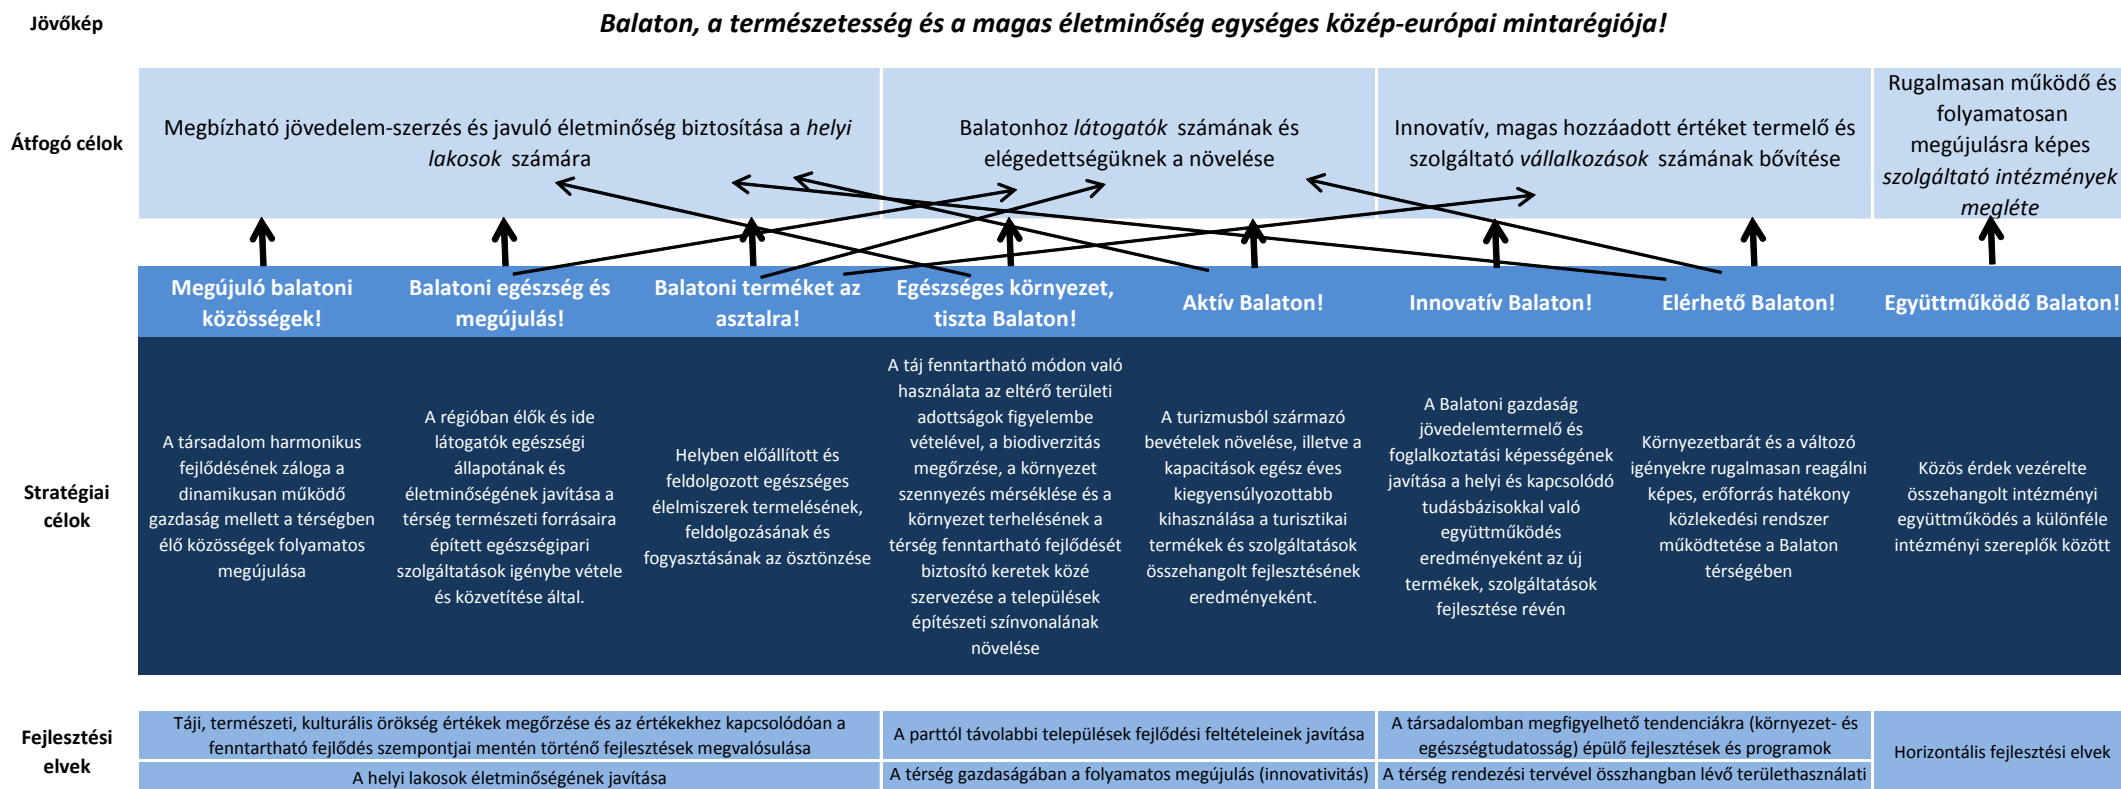 Jövőkép
Balaton, a természetesség és a magas életminőség egységes közép-európai mintarégiója!
Átfogó célok
Megbízható jövedelem-szerzés és javuló életminőség biztosítása a helyi
lakosok számára
Balatonhoz látogatók számának és
elégedettségüknek a növelése
Innovatív, magas hozzáadott értéket termelő és
szolgáltató vállalkozások számának bővítése
Rugalmasan működő és
folyamatosan
megújulásra képes
szolgáltató intézmények
megléte
Megújuló balatoni
közösségek!
Balatoni egészség és
megújulás!
Balatoni terméket az
asztalra!
Egészséges környezet,
tiszta Balaton!
Aktív Balaton!
Innovatív Balaton!
Elérhető Balaton!
Együttműködő Balaton!
Stratégiai
célok
A társadalom harmonikus
fejlődésének záloga a
dinamikusan működő
gazdaság mellett a térségben
élő közösségek folyamatos
megújulása
A régióban élők és ide
látogatók egészségi
állapotának és
életminőségének javítása a
térség természeti forrásaira
épített egészségipari
szolgáltatások igénybe vétele
és közvetítése által.
Helyben előállított és
feldolgozott egészséges
élelmiszerek termelésének,
feldolgozásának és
fogyasztásának az ösztönzése
A táj fenntartható módon való
használata az eltérő területi
adottságok figyelembe
vételével, a biodiverzitás
megőrzése, a környezet
szennyezés mérséklése és a
környezet terhelésének a
térség fenntartható fejlődését
biztosító keretek közé
szervezése a települések
építészeti színvonalának
növelése
A turizmusból származó
bevételek növelése, illetve a
kapacitások egész éves
kiegyensúlyozottabb
kihasználása a turisztikai
termékek és szolgáltatások
összehangolt fejlesztésének
eredményeként.
A Balatoni gazdaság
jövedelemtermelő és
foglalkoztatási képességének
javítása a helyi és kapcsolódó
tudásbázisokkal való
együttműködés
eredményeként az új
termékek, szolgáltatások
fejlesztése révén
Környezetbarát és a változó
igényekre rugalmasan reagálni
képes, erőforrás hatékony
közlekedési rendszer
működtetése a Balaton
térségében
Közös érdek vezérelte
összehangolt intézményi
együttműködés a különféle
intézményi szereplők között
Fejlesztési
elvek
Táji, természeti, kulturális örökség értékek megőrzése és az értékekhez kapcsolódóan a
fenntartható fejlődés szempontjai mentén történő fejlesztések megvalósulása
A parttól távolabbi települések fejlődési feltételeinek javítása
A társadalomban megfigyelhető tendenciákra (környezet- és
egészségtudatosság) épülő fejlesztések és programok
Horizontális fejlesztési elvek
A helyi lakosok életminőségének javítása
A térség gazdaságában a folyamatos megújulás (innovativitás)
A térség rendezési tervével összhangban lévő területhasználati